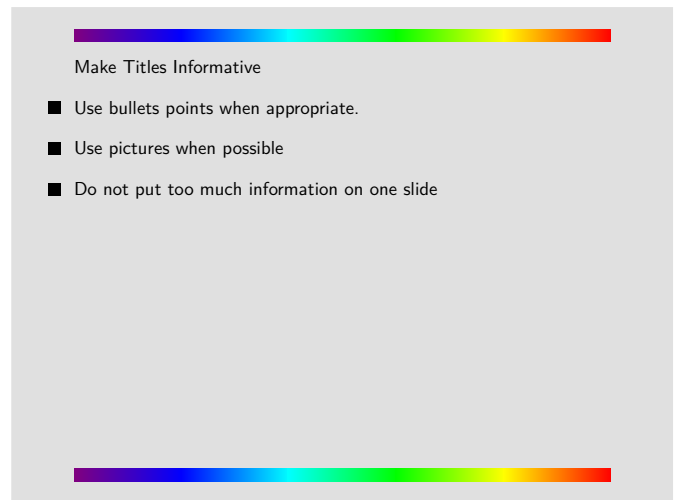 Make Titles Informative
Use bullets points when appropriate.
Use pictures when possible
Do not put too much information on one slide